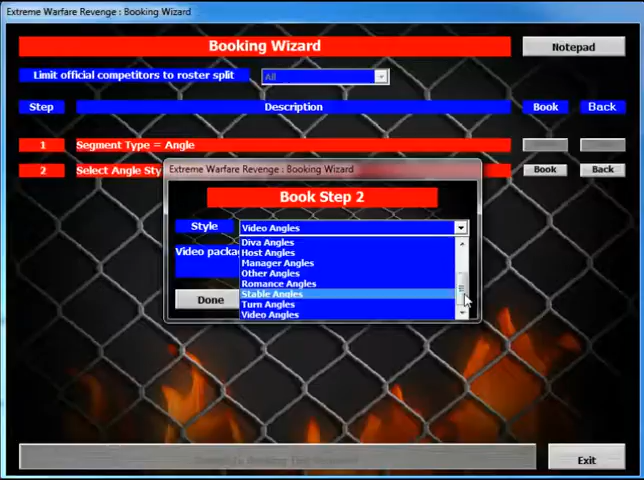 Extreme Warfare Revenge : Booking Wizard
Booking Wizard
Notepad
Limit official competitors to roster split
All
Step
Description
Book
Back
1
Segment Type = Angle
2
Select Angle Sty
Book
Back
Extreme Warfare Revenge : Booking Wizard
Book Step 2
Style
Video Angles
Video packa
Diva Angles
Host Angles
Manager Angles
Other Angles
Romance Angles
Stable Angles
Turn Angles
Video Angles
Done
Exit